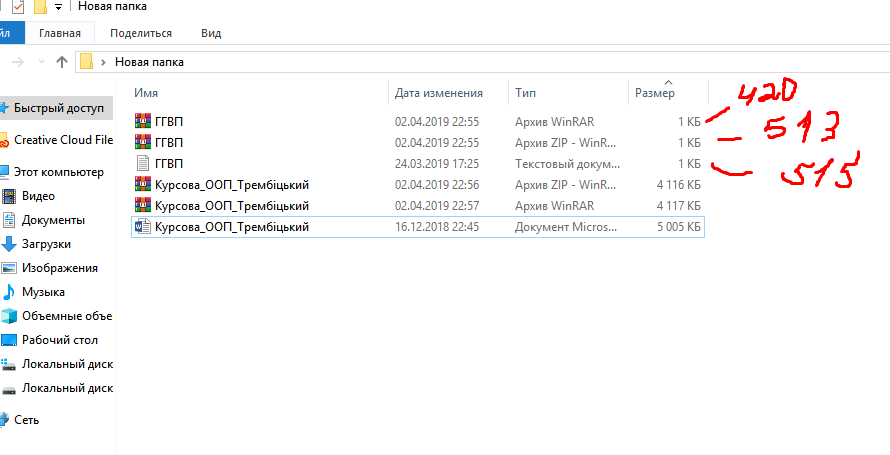 Новая папка
йл Главная Поделиться Вид
Новая папка
Имя Дата изменения Тип Размер
Быстрый доступ
Creative Cloud File
Этот компьютер
Видео
Документы
Загрузки
Изображения
Музыка
Объемные объе
Рабочий стол
Локальный диск
Локальный диск
Сеть
ГГВП 02.04.2019 22:55 Архив WinRAR 1 КБ 420
ГГВП 02.04.2019 22:55 Архив ZIP - WinR... 1 КБ 513
ГГВП 24.03.2019 17:25 Текстовый докум... 1 КБ 515
Курсова_ООП_Трембіцький 02.04.2019 22:56 Архив ZIP - WinR... 4 116 КБ
Курсова_ООП_Трембіцький 02.04.2019 22:57 Архив WinRAR 4 117 КБ
Курсова_ООП_Трембіцький 16.12.2018 22:45 Документ Micros... 5 005 КБ